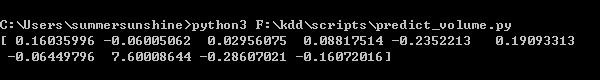 C:\Users\summersunshine>python3 F:\kdd\scripts\predict_volume.py
[ 0.16035996 -0.06005062  0.02956075  0.08817514 -0.2352213   0.19093313
 -0.06449796  7.60008644 -0.28607021 -0.16072016]